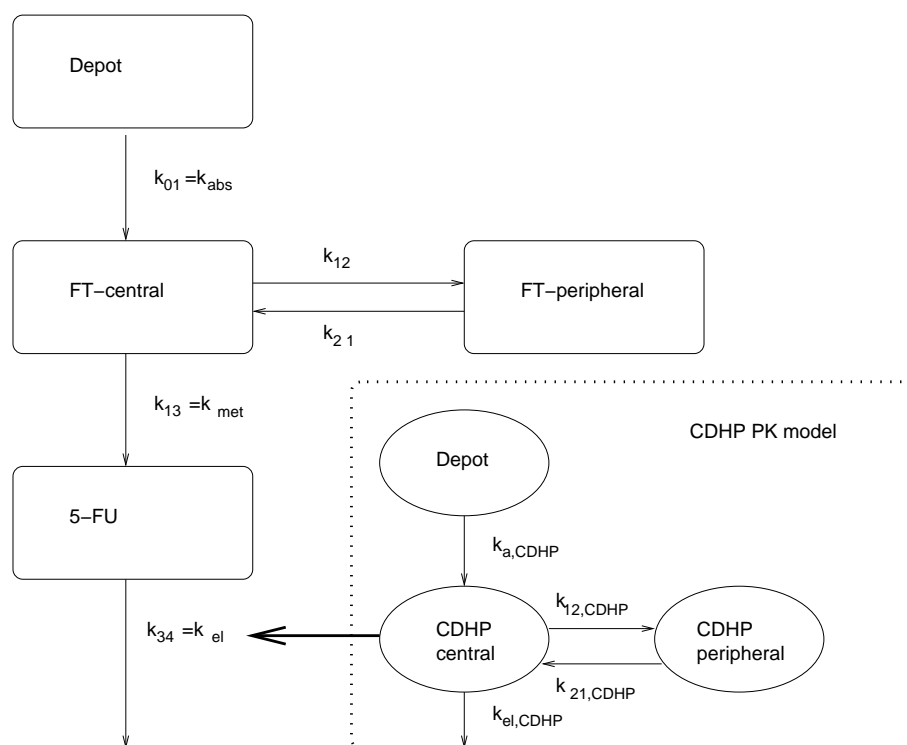 Depot
k01 =kabs
FT−central
k12
FT−peripheral
k2 1
k13 =k met
CDHP PK model
Depot
5−FU
ka,CDHP
k34 =k el
CDHP
central
k12,CDHP
CDHP
peripheral
k 21,CDHP
kel,CDHP